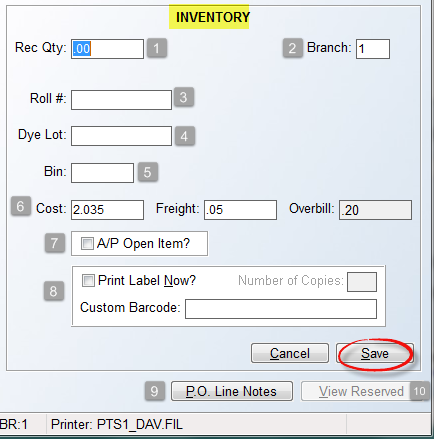 INVENTORY
Rec Qty: .00 1 2 Branch: 1
Roll #: 3
Dye Lot: 4
Bin: 5
6 Cost: 2.035 Freight: .05 Overbill: .20
7 A/P Open Item?
8 Print Label Now? Number of Copies:
Custom Barcode:
Cancel Save
9 P.O. Line Notes View Reserved 10
BR:1 Printer: PTS1_DAV.FIL